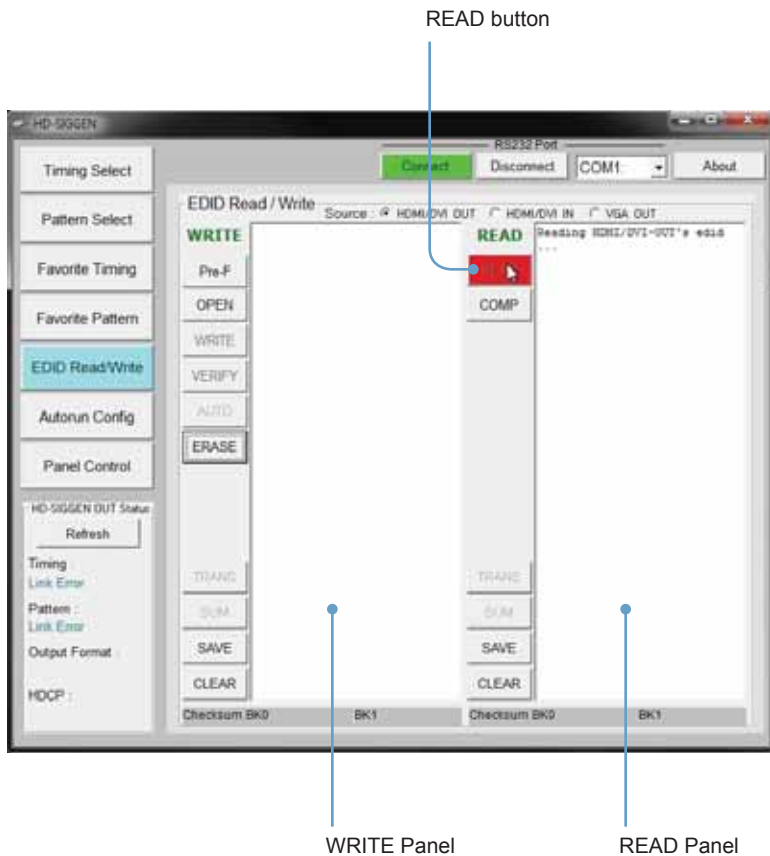 READ button
HD-SIGGEN
RS232 Port
Connect Disconnect COM1 About
Timing Select
Pattern Select
Favorite Timing
Favorite Pattern
EDID Read/Write
Autorun Config
Panel Control
HD-SIGGEN OUT Status
Refresh
Timing
Link Error
Pattern :
Link Error
Output Format :
HDCP :
EDID Read / Write
Source : HDMI/DVI OUT HDMI/DVI IN VGA OUT
WRITE
Pre-F
OPEN
WRITE
VERIFY
AUTO
ERASE
TRANS
SUM
SAVE
CLEAR
Checksum BK0 BK1
READ
COMP
TRANS
SUM
SAVE
CLEAR
Reading HDMI/DVI-OUT's edid
...
Checksum BK0 BK1
WRITE Panel
READ Panel